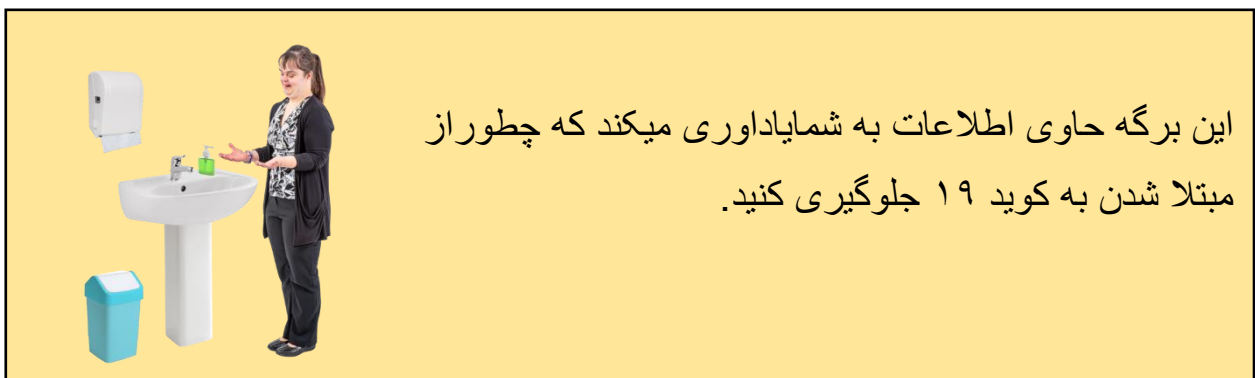 این برگه حاوی اطلاعات به شمایاداوری میکند که چطوراز
مبتلا شدن به کوید ۱۹ جلوگیری کنید.